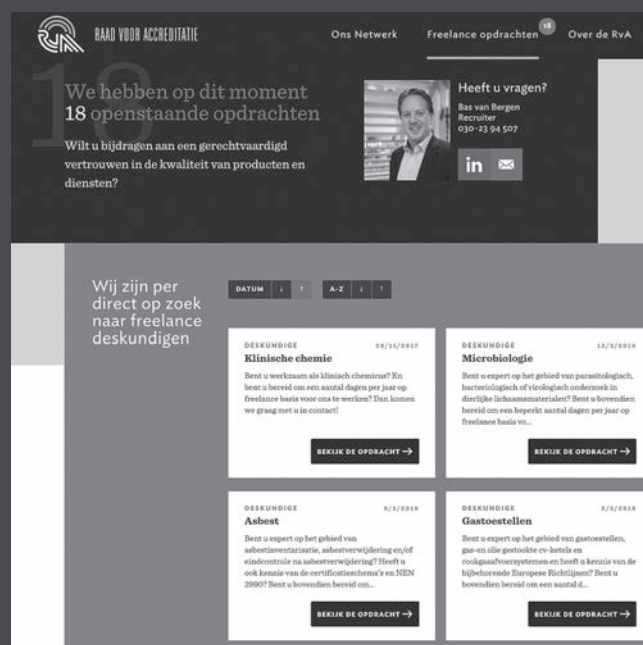 RvA
RAAD VOOR ACCREDITATIE
Ons Netwerk
Freelance opdrachten
18
Over de RvA
18
We hebben op dit moment
18 openstaande opdrachten
Wilt u bijdragen aan een gerechtvaardigd
vertrouwen in de kwaliteit van producten en
diensten?
Heeft u vragen?
Bas van Bergen
Recruiter
030-23 94 507
in
Wij zijn per
direct op zoek
naar freelance
deskundigen
DATUM ↓ ↑
A-Z ↓ ↑
DESKUNDIGE
Klinische chemie
Bent u werkzaam als klinisch chemicus? En
bent u bereid om een aantal dagen per jaar op
freelance basis voor ons te werken? Dan komen
we graag met u in contact!
BEKIJK DE OPDRACHT →
DESKUNDIGE
Microbiologie
Bent u expert op het gebied van parasitologisch,
bacteriologisch of virologisch onderzoek in
dierlijke lichaamsmaterialen? Bent u bovendien
bereid om een beperkt aantal dagen per jaar op
freelance basis vo...
BEKIJK DE OPDRACHT →
DESKUNDIGE
Asbest
Bent u expert op het gebied van
asbestinventarisatie, asbestverwijdering en/of
eindcontrole na asbestverwijdering? Heeft u
ook kennis van de certificatieschema's en NEN
2990? Bent u bovendien bereid om...
BEKIJK DE OPDRACHT →
DESKUNDIGE
Gastoestellen
Bent u expert op het gebied van gastoestellen,
gas-en olie gestookte cv-ketels en
rookgasafvoersystemen en heeft u kennis van de
bijbehorende Europese Richtlijnen? Bent u
bovendien bereid om een aantal d...
BEKIJK DE OPDRACHT →